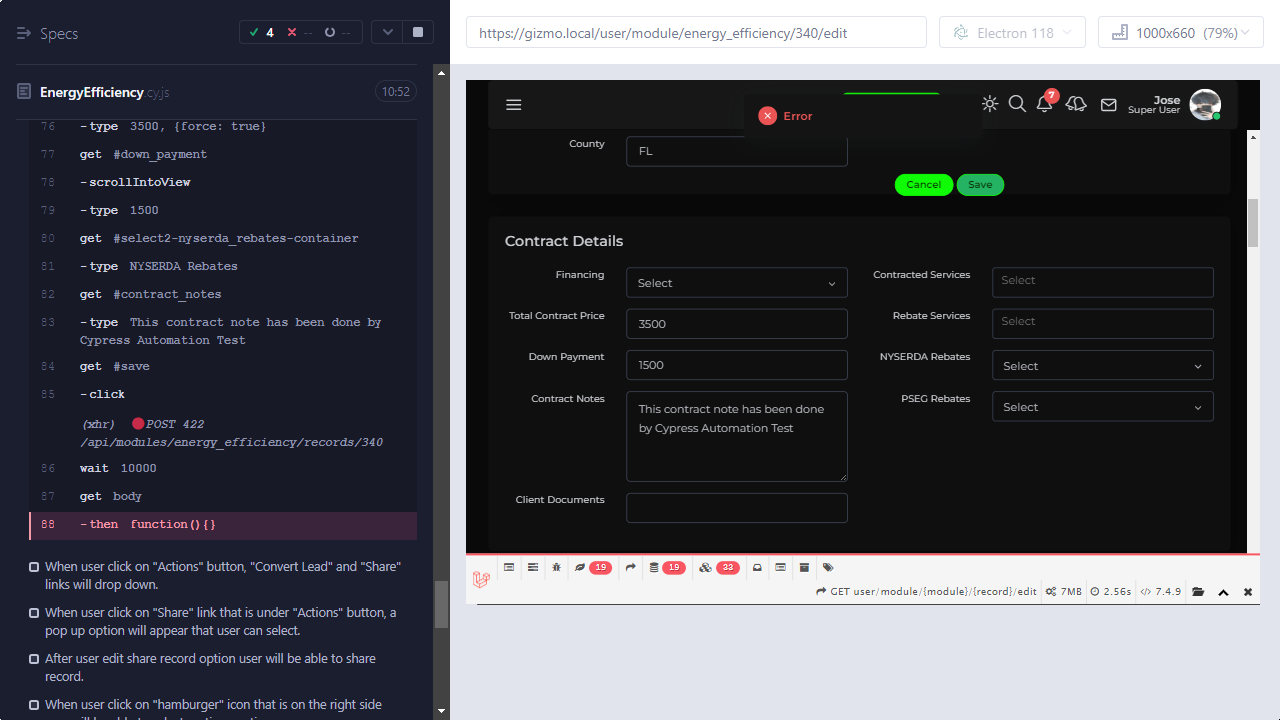 Specs
4
--
--
EnergyEfficiency.cy.js
10:52
76 -type 3500, {force: true}
77 get #down_payment
78 -scrollIntoView
79 -type 1500
80 get #select2-nyserda_rebates-container
81 -type NYSERDA Rebates
82 get #contract_notes
83 -type This contract note has been done by
Cypress Automation Test
84 get #save
85 -click
(xhr) POST 422
/api/modules/energy_efficiency/records/340
86 wait 10000
87 get body
88 -then function(){}
When user click on "Actions" button, "Convert Lead" and "Share"
links will drop down.
When user click on "Share" link that is under "Actions" button, a
pop up option will appear that user can select.
After user edit share record option user will be able to share
record.
When user click on "hamburger" icon that is on the right side
https://gizmo.local/user/module/energy_efficiency/340/edit
Electron 118
1000x660 (79%)
Error
7
Jose
Super User
County
FL
Cancel
Save
Contract Details
Financing
Select
Contracted Services
Select
Total Contract Price
3500
Rebate Services
Select
Down Payment
1500
NYSERDA Rebates
Select
Contract Notes
This contract note has been done
by Cypress Automation Test
PSEG Rebates
Select
Client Documents
19
19
33
GET user/module/{module}/{record}/edit
7MB
2.56s
7.4.9